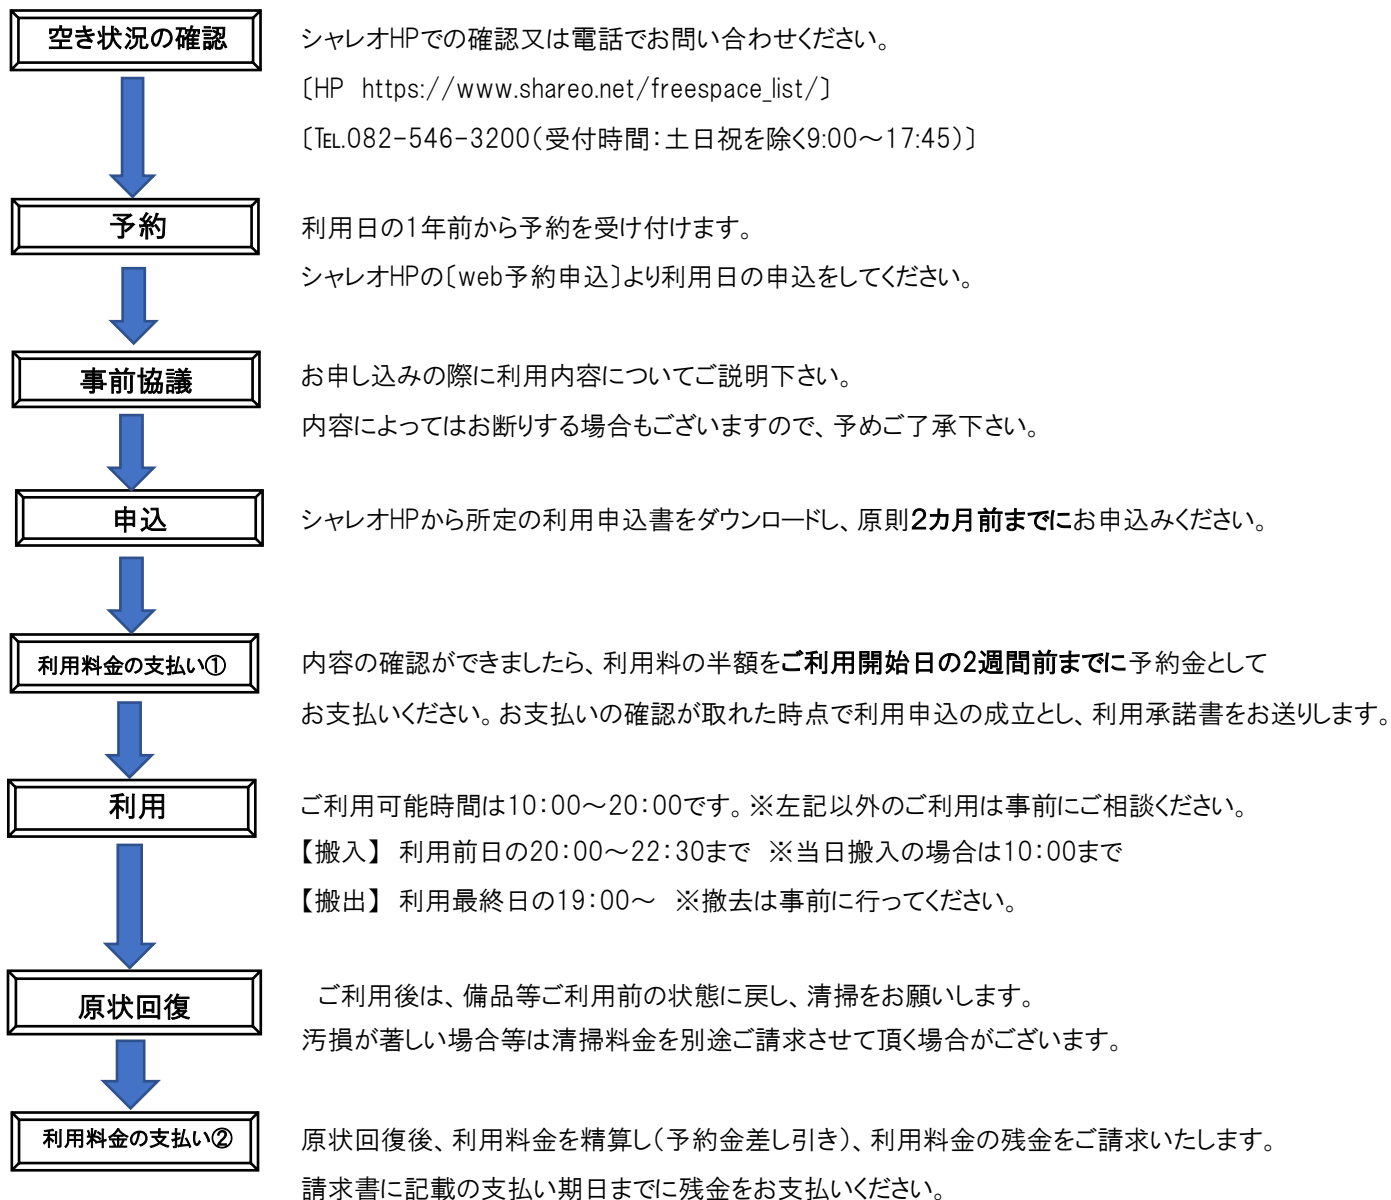 空き状況の確認
シャレオHPでの確認又は電話でお問い合わせください。
〔HP https://www.shareo.net/freespace_list/〕
〔℡.082-546-3200(受付時間:土日祝を除く9:00～17:45)〕
予約
利用日の1年前から予約を受け付けます。
シャレオHPの〔web予約申込〕より利用日の申込をしてください。
事前協議
お申し込みの際に利用内容についてご説明下さい。
内容によってはお断りする場合もございますので、予めご了承下さい。
申込
シャレオHPから所定の利用申込書をダウンロードし、原則2カ月前までにお申込みください。
利用料金の支払い①
内容の確認ができましたら、利用料の半額をご利用開始日の2週間前までに予約金として
お支払いください。お支払いの確認が取れた時点で利用申込の成立とし、利用承諾書をお送りします。
利用
ご利用可能時間は10:00～20:00です。※左記以外のご利用は事前にご相談ください。
【搬入】 利用前日の20:00～22:30まで ※当日搬入の場合は10:00まで
【搬出】 利用最終日の19:00～ ※撤去は事前に行ってください。
原状回復
ご利用後は、備品等ご利用前の状態に戻し、清掃をお願いします。
汚損が著しい場合等は清掃料金を別途ご請求させて頂く場合がございます。
利用料金の支払い②
原状回復後、利用料金を精算し(予約金差し引き)、利用料金の残金をご請求いたします。
請求書に記載の支払い期日までに残金をお支払いください。